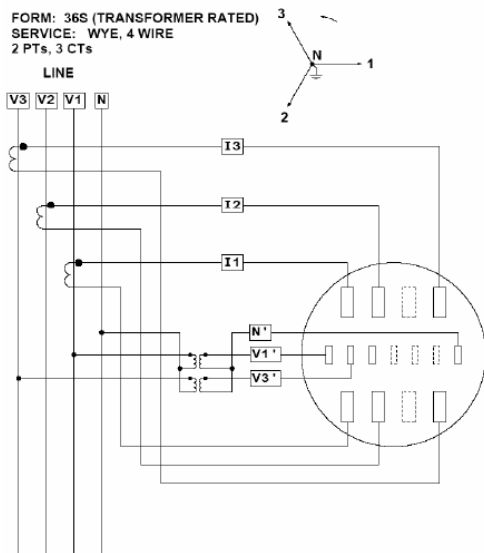 FORM: 36S (TRANSFORMER RATED)
SERVICE: WYE, 4 WIRE
2 PTs, 3 CTs
LINE
V3 V2 V1 N
3
N
1
2
I3
I2
I1
N'
V1'
V3'